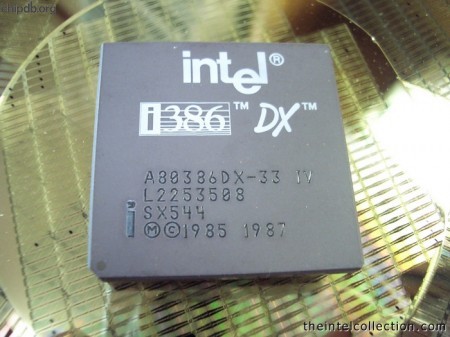 chipdb.org
intel®
i386™ DX™
A80386DX-33 IV
L2253508
SX544
i Ⓜ©1985 1987
theintelcollection.com